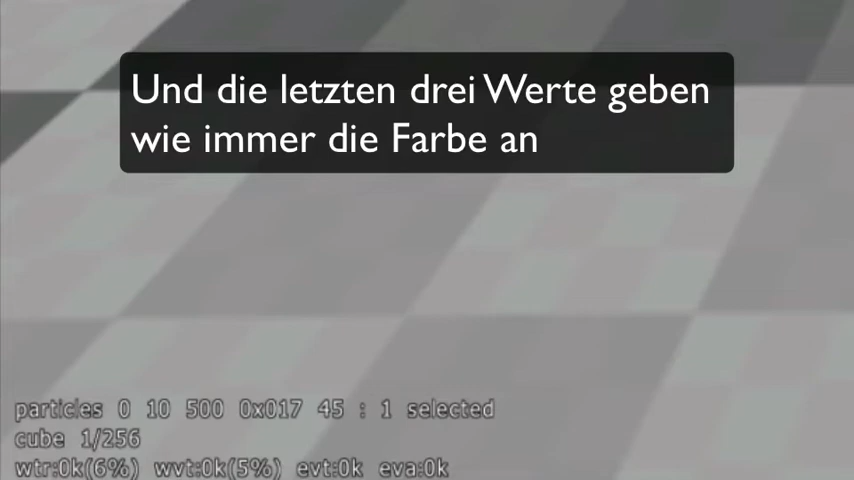 Und die letzten drei Werte geben
wie immer die Farbe an
particles 0 10 500 0x017 45 : 1 selected
cube 1/256
wtr:0k(6%) wvt:0k(5%) evt:0k eva:0k